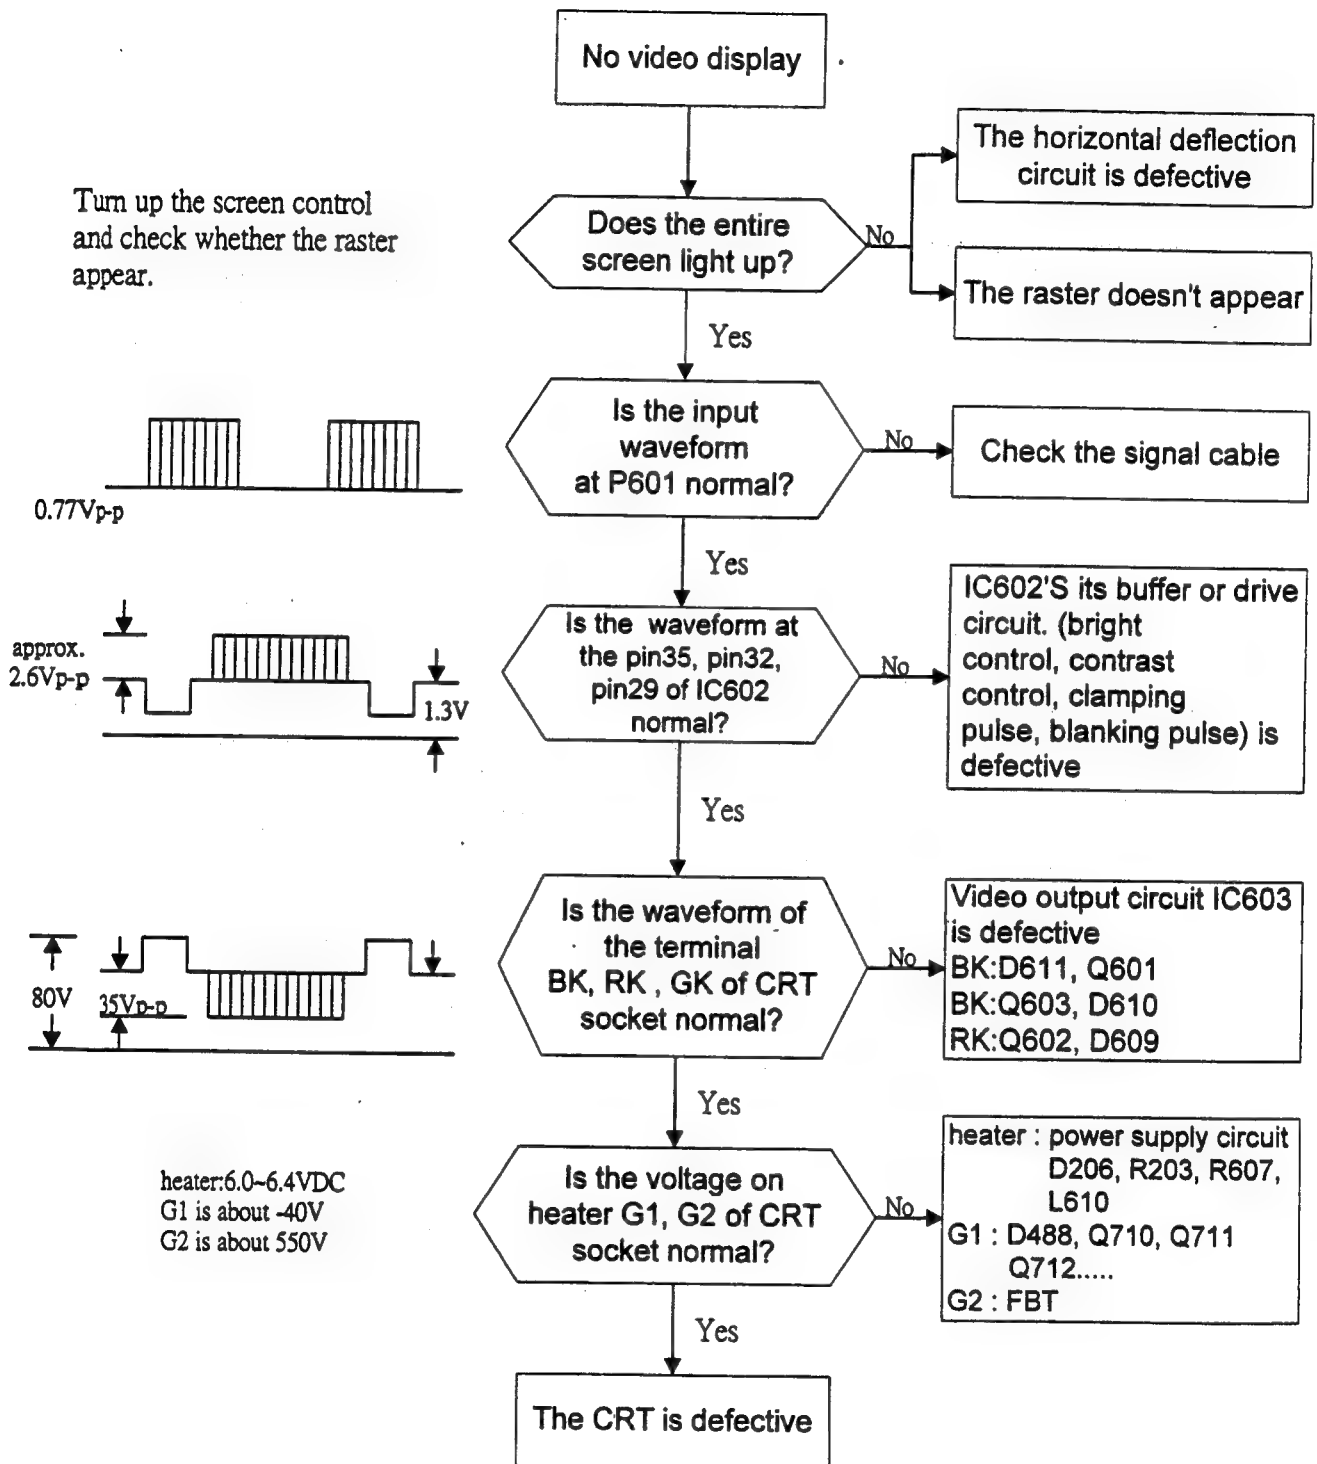 No video display
The horizontal deflection
circuit is defective
Turn up the screen control
and check whether the raster
appear.
Does the entire
screen light up?
No
The raster doesn't appear
Yes
Is the input
waveform
at P601 normal?
No
Check the signal cable
0.77Vp-p
Yes
approx.
2.6Vp-p
1.3V
Is the waveform at
the pin35, pin32,
pin29 of IC602
normal?
No
IC602'S its buffer or drive
circuit. (bright
control, contrast
control, clamping
pulse, blanking pulse) is
defective
Yes
80V
35Vp-p
Is the waveform of
the terminal
BK, RK , GK of CRT
socket normal?
No
Video output circuit IC603
is defective
BK:D611, Q601
BK:Q603, D610
RK:Q602, D609
Yes
heater:6.0~6.4VDC
G1 is about -40V
G2 is about 550V
Is the voltage on
heater G1, G2 of CRT
socket normal?
No
heater : power supply circuit
D206, R203, R607,
L610
G1 : D488, Q710, Q711
Q712.....
G2 : FBT
Yes
The CRT is defective